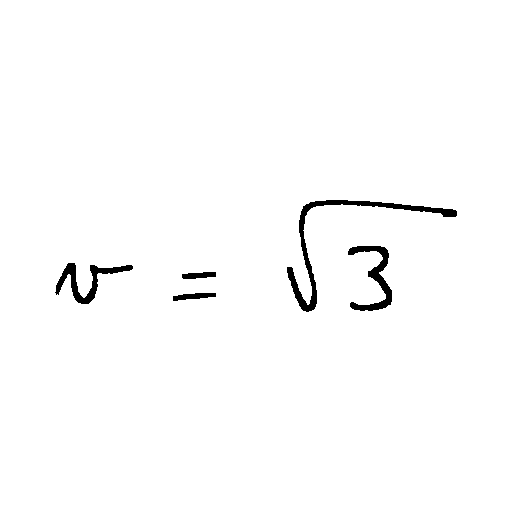 v = √3